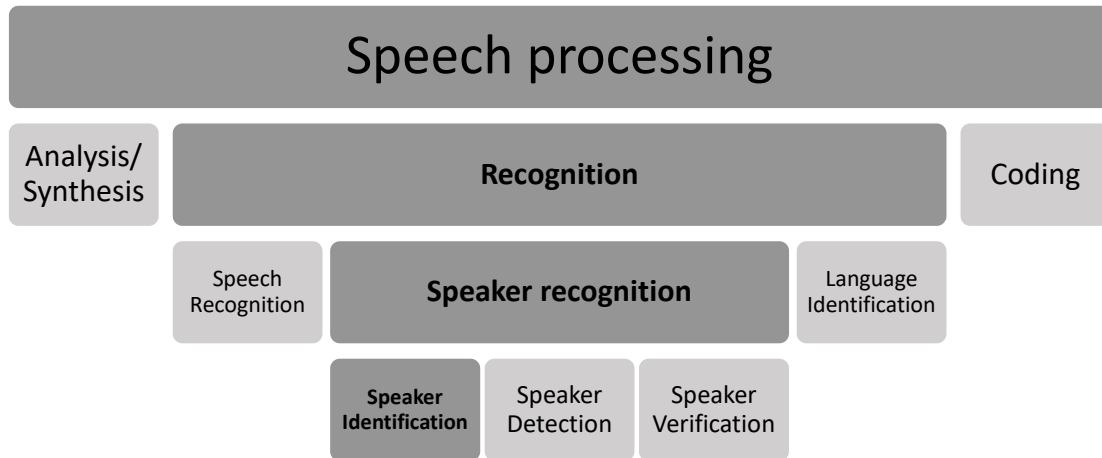 Speech processing
Analysis/
Synthesis
Recognition
Coding
Speech
Recognition
Speaker recognition
Language
Identification
Speaker
Identification
Speaker
Detection
Speaker
Verification